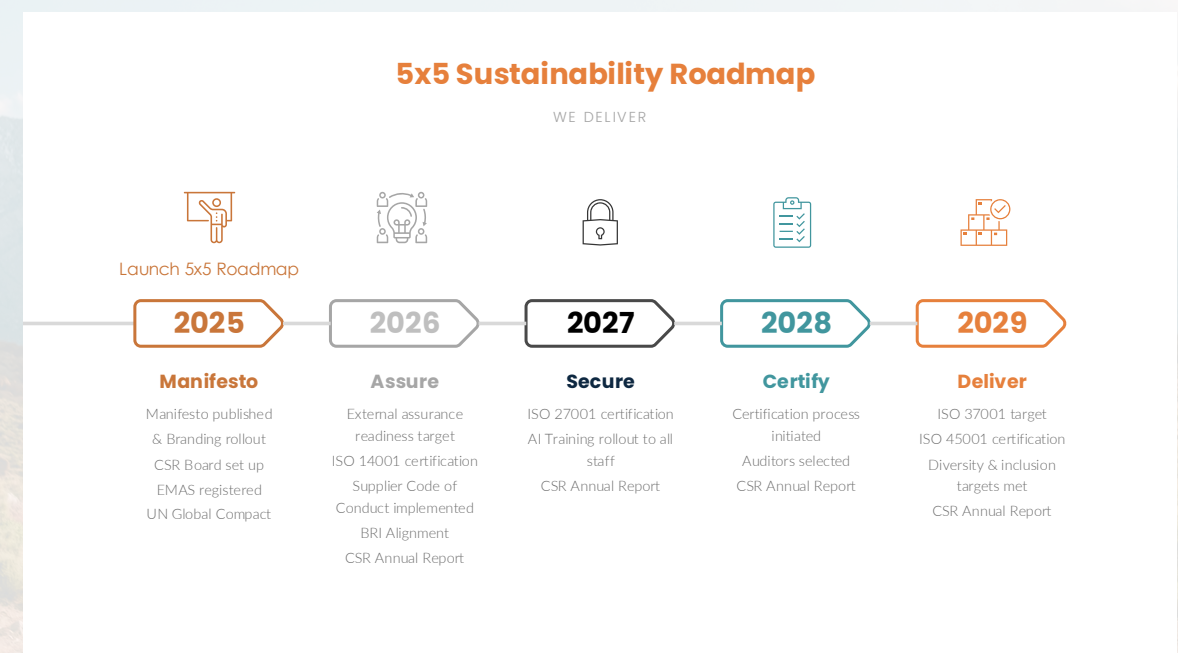 5x5 Sustainability Roadmap
WE DELIVER
Launch 5x5 Roadmap
2025
2026
2027
2028
2029
Manifesto
Manifesto published
& Branding rollout
CSR Board set up
EMAS registered
UN Global Compact
Assure
External assurance
readiness target
ISO 14001 certification
Supplier Code of
Conduct implemented
BRI Alignment
CSR Annual Report
Secure
ISO 27001 certification
AI Training rollout to all
staff
CSR Annual Report
Certify
Certification process
initiated
Auditors selected
CSR Annual Report
Deliver
ISO 37001 target
ISO 45001 certification
Diversity & inclusion
targets met
CSR Annual Report